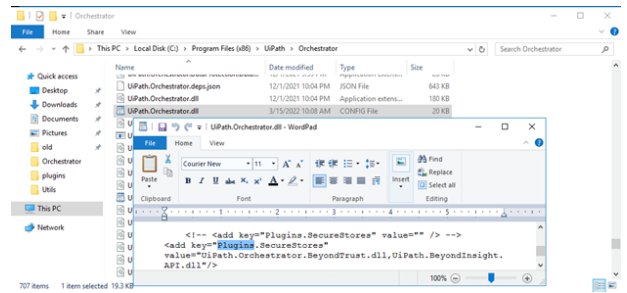 Orchestrator
File
Home
Share
View
This PC > Local Disk (C:) > Program Files (x86) > UiPath > Orchestrator
Search Orchestrator
Name
Date modified
Type
Size
Quick access
Desktop
Downloads
Documents
Pictures
old
Orchestrator
plugins
Utils
This PC
Network
UiPath.Orchestrator.deps.json 12/1/2021 10:04 PM JSON File 643 KB
UiPath.Orchestrator.dll 12/1/2021 10:04 PM Application extens... 180 KB
UiPath.Orchestrator.dll 3/15/2022 10:08 AM CONFIG File 20 KB
UiPath.Orchestrator.dll - WordPad
File
Home
View
Paste
Clipboard
Courier New
11
Font
Paragraph
Insert
Find
Replace
Select all
Editing
<!-- <add key="Plugins.SecureStores" value="" /> -->
<add key="Plugins.SecureStores"
value="UiPath.Orchestrator.BeyondTrust.dll,UiPath.BeyondInsight.
API.dll"/>
100%
707 items
1 item selected 19.3 KB